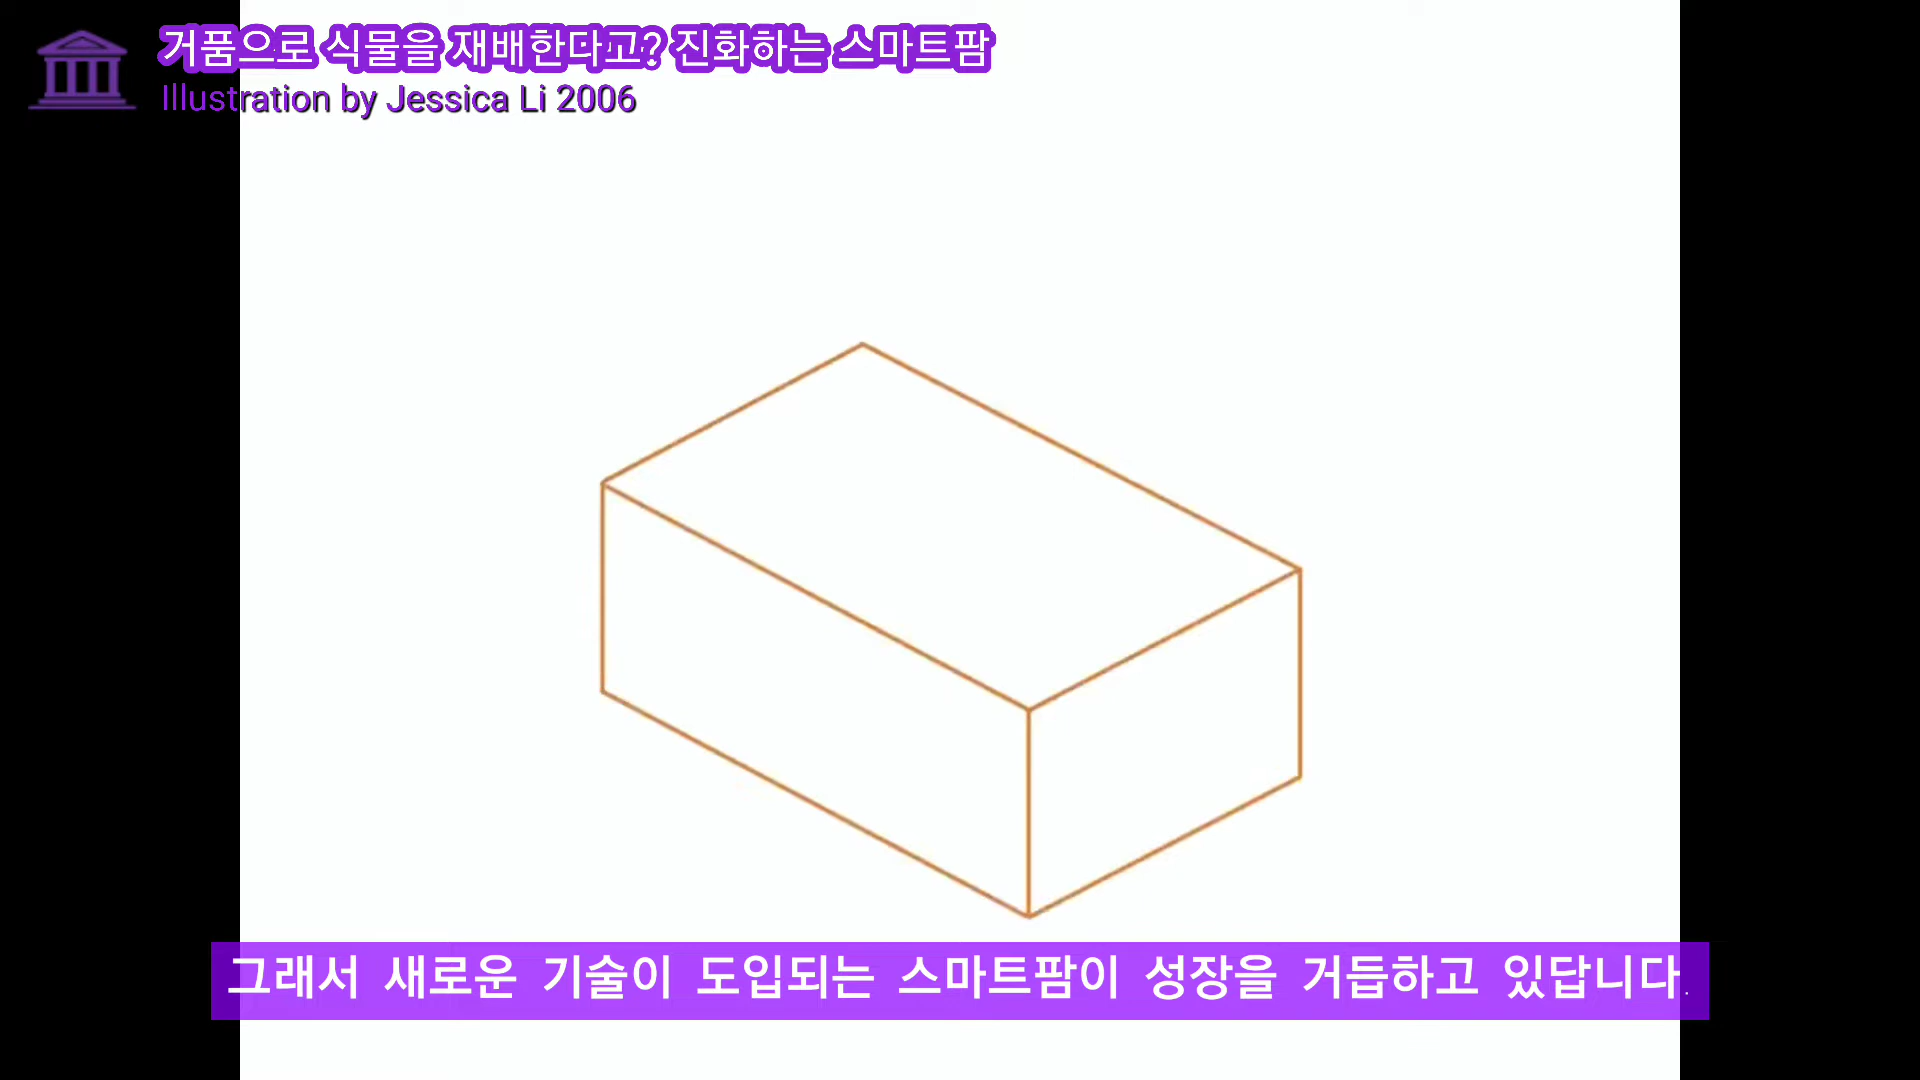 거품으로 식물을 재배한다고? 진화하는 스마트팜
Illustration by Jessica Li 2006
그래서 새로운 기술이 도입되는 스마트팜이 성장을 거듭하고 있답니다.